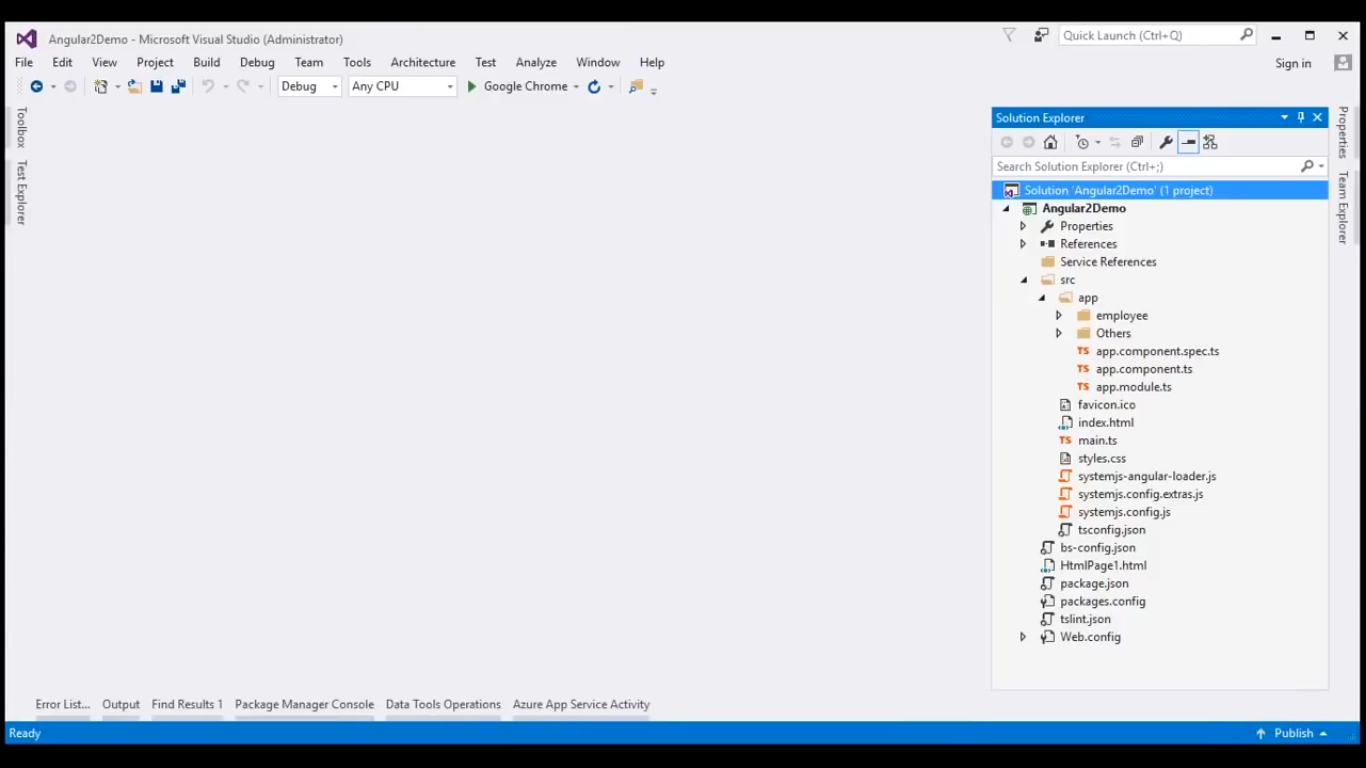 Angular2Demo - Microsoft Visual Studio (Administrator)
Quick Launch (Ctrl+Q)
File Edit View Project Build Debug Team Tools Architecture Test Analyze Window Help
Sign in
Debug Any CPU Google Chrome
Toolbox
Test Explorer
Solution Explorer
Search Solution Explorer (Ctrl+;)
Solution 'Angular2Demo' (1 project)
Angular2Demo
Properties
References
Service References
src
app
employee
Others
TS app.component.spec.ts
TS app.component.ts
TS app.module.ts
favicon.ico
index.html
TS main.ts
styles.css
systemjs-angular-loader.js
systemjs.config.extras.js
systemjs.config.js
tsconfig.json
bs-config.json
HtmlPage1.html
package.json
packages.config
tslint.json
Web.config
Properties
Team Explorer
Error List... Output Find Results 1 Package Manager Console Data Tools Operations Azure App Service Activity
Ready
Publish